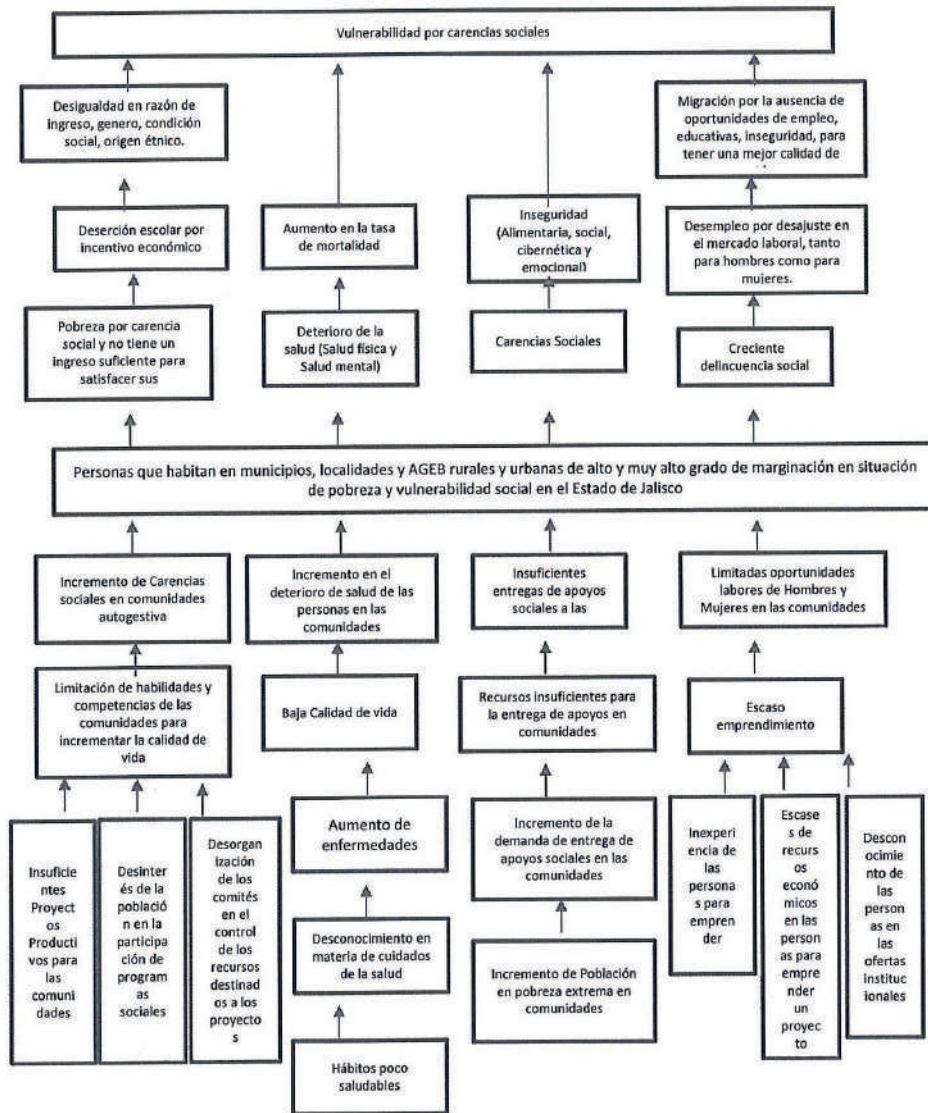 Vulnerabilidad por carencias sociales
Desigualdad en razón de
ingreso, genero, condición
social, origen étnico.
Migración por la ausencia de
oportunidades de empleo,
educativas, inseguridad, para
tener una mejor calidad de
Deserción escolar por
incentivo económico
Aumento en la tasa
de mortalidad
Inseguridad
(Alimentaria, social,
cibernética y
emocional)
Desempleo por desajuste en
el mercado laboral, tanto
para hombres como para
mujeres.
Pobreza por carencia
social y no tiene un
ingreso suficiente para
satisfacer sus
Deterioro de la
salud (Salud física y
Salud mental)
Carencias Sociales
Creciente
delincuencia social
Personas que habitan en municipios, localidades y AGEB rurales y urbanas de alto y muy alto grado de marginación en situación
de pobreza y vulnerabilidad social en el Estado de Jalisco
Incremento de Carencias
sociales en comunidades
autogestiva
Incremento en el
deterioro de salud de las
personas en las
comunidades
Insuficientes
entregas de apoyos
sociales a las
Limitadas oportunidades
labores de Hombres y
Mujeres en las comunidades
Limitación de habilidades y
competencias de las
comunidades para
incrementar la calidad de
vida
Baja Calidad de vida
Recursos insuficientes para
la entrega de apoyos en
comunidades
Escaso
emprendimiento
Insuficie
ntes
Proyect
os
Producti
vos para
las
comuni
dades
Desinter
és de la
població
n en la
particip
ación de
program
as
sociales
Desorgan
ización
de los
comités
en el
control
de los
recursos
destinad
os a los
proyecto
s
Aumento de
enfermedades
Desconocimiento en
materia de cuidados
de la salud
Hábitos poco
saludables
Incremento de la
demanda de entrega de
apoyos sociales en las
comunidades
Incremento de Población
en pobreza extrema en
comunidades
Inexperi
encia de
las
persona
s para
empren
der
Escases
de
recurs
os
econó
micos
en las
perso
nas
para
empre
nder
un
proyec
to
Descon
ocimie
nto de
las
person
as en
las
ofertas
instituc
ionales